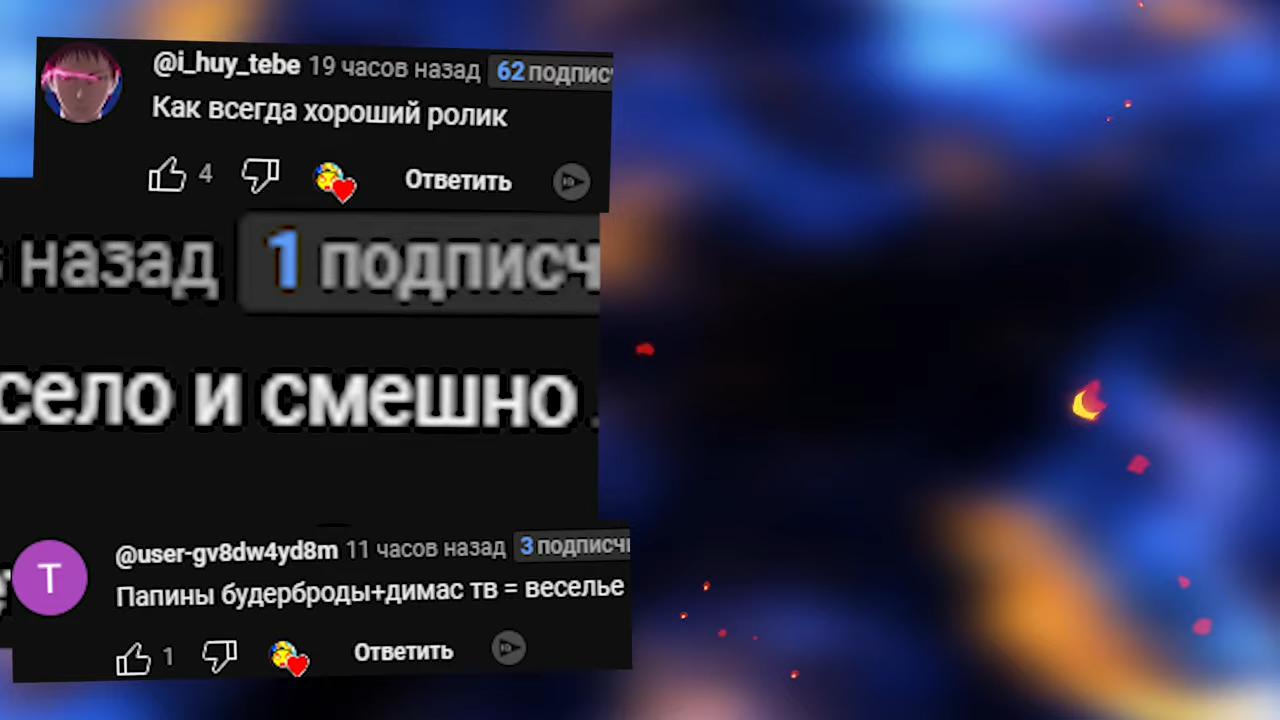 @i_huy_tebe 19 часов назад 62 подпис
Как всегда хороший ролик
4 Ответить
назад 1 подписч
село и смешно
@user-gv8dw4yd8m 11 часов назад 3 подписч
Т
Папины будерброды+димас тв = веселье
1 Ответить